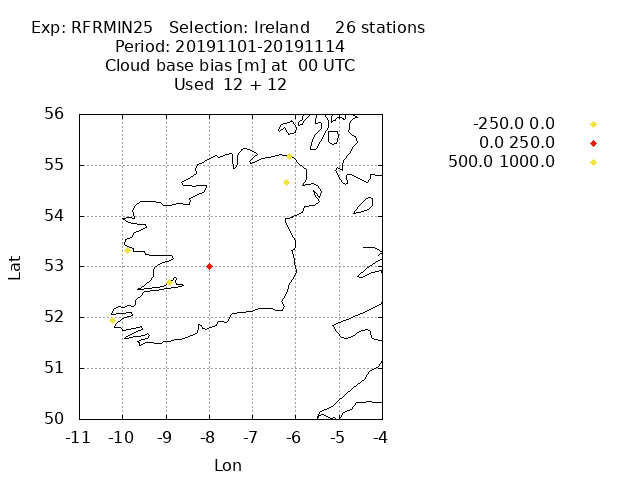 Exp: RFRMIN25 Selection: Ireland 26 stations
Period: 20191101-20191114
Cloud base bias [m] at 00 UTC
Used 12 + 12
-250.0 0.0
0.0 250.0
500.0 1000.0
56
55
54
53
52
51
50
Lat
-11 -10 -9 -8 -7 -6 -5 -4
Lon